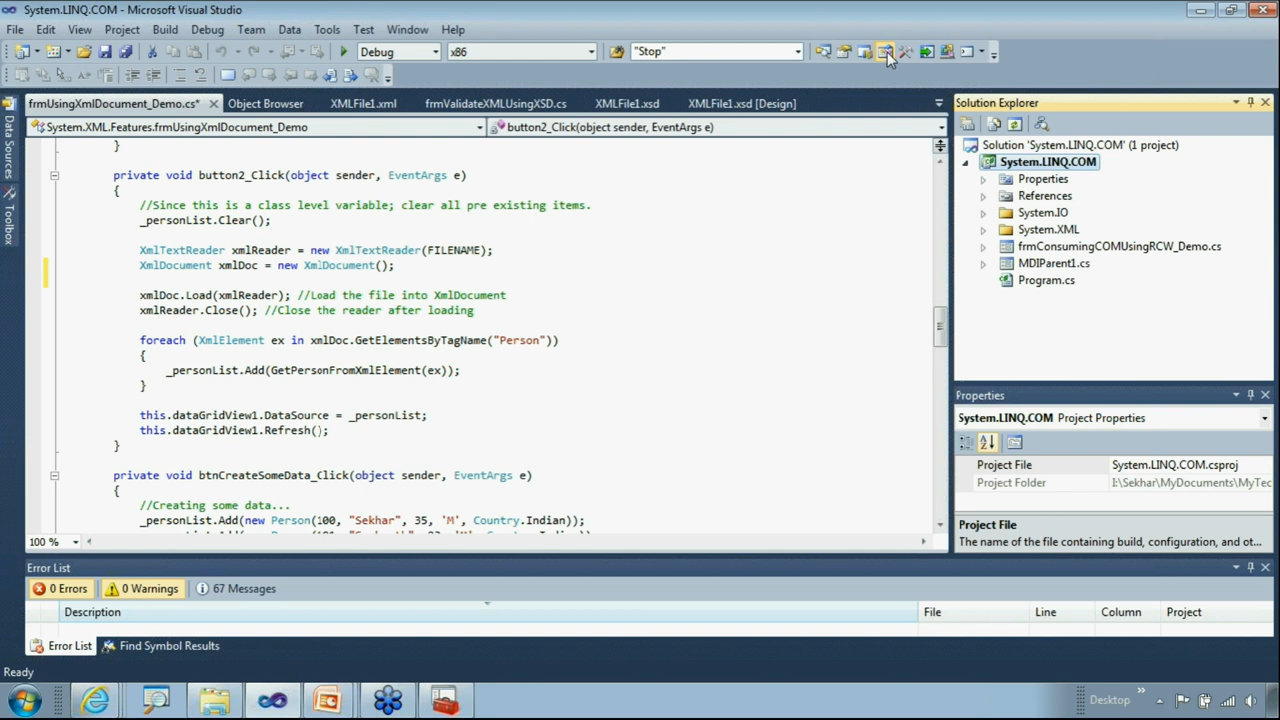 System.LINQ.COM - Microsoft Visual Studio
File Edit View Project Build Debug Team Data Tools Test Window Help
Debug x86 "Stop"
frmUsingXmlDocument_Demo.cs* Object Browser XMLFile1.xml frmValidateXMLUsingXSD.cs XMLFile1.xsd XMLFile1.xsd [Design]
System.XML.Features.frmUsingXmlDocument_Demo button2_Click(object sender, EventArgs e)
Data Sources
Toolbox
}
private void button2_Click(object sender, EventArgs e)
{
//Since this is a class level variable; clear all pre existing items.
_personList.Clear();
XmlTextReader xmlReader = new XmlTextReader(FILENAME);
XmlDocument xmlDoc = new XmlDocument();
xmlDoc.Load(xmlReader); //Load the file into XmlDocument
xmlReader.Close(); //Close the reader after loading
foreach (XmlElement ex in xmlDoc.GetElementsByTagName("Person"))
{
_personList.Add(GetPersonFromXmlElement(ex));
}
this.dataGridView1.DataSource = _personList;
this.dataGridView1.Refresh();
}
private void btnCreateSomeData_Click(object sender, EventArgs e)
{
//Creating some data...
_personList.Add(new Person(100, "Sekhar", 35, 'M', Country.Indian));
100 %
Solution Explorer
Solution 'System.LINQ.COM' (1 project)
System.LINQ.COM
Properties
References
System.IO
System.XML
frmConsumingCOMUsingRCW_Demo.cs
MDIParent1.cs
Program.cs
Properties
System.LINQ.COM Project Properties
Project File System.LINQ.COM.csproj
Project Folder I:\Sekhar\MyDocuments\MyTec
Project File
The name of the file containing build, configuration, and ot...
Error List
0 Errors 0 Warnings 67 Messages
Description File Line Column Project
Error List Find Symbol Results
Ready
Desktop